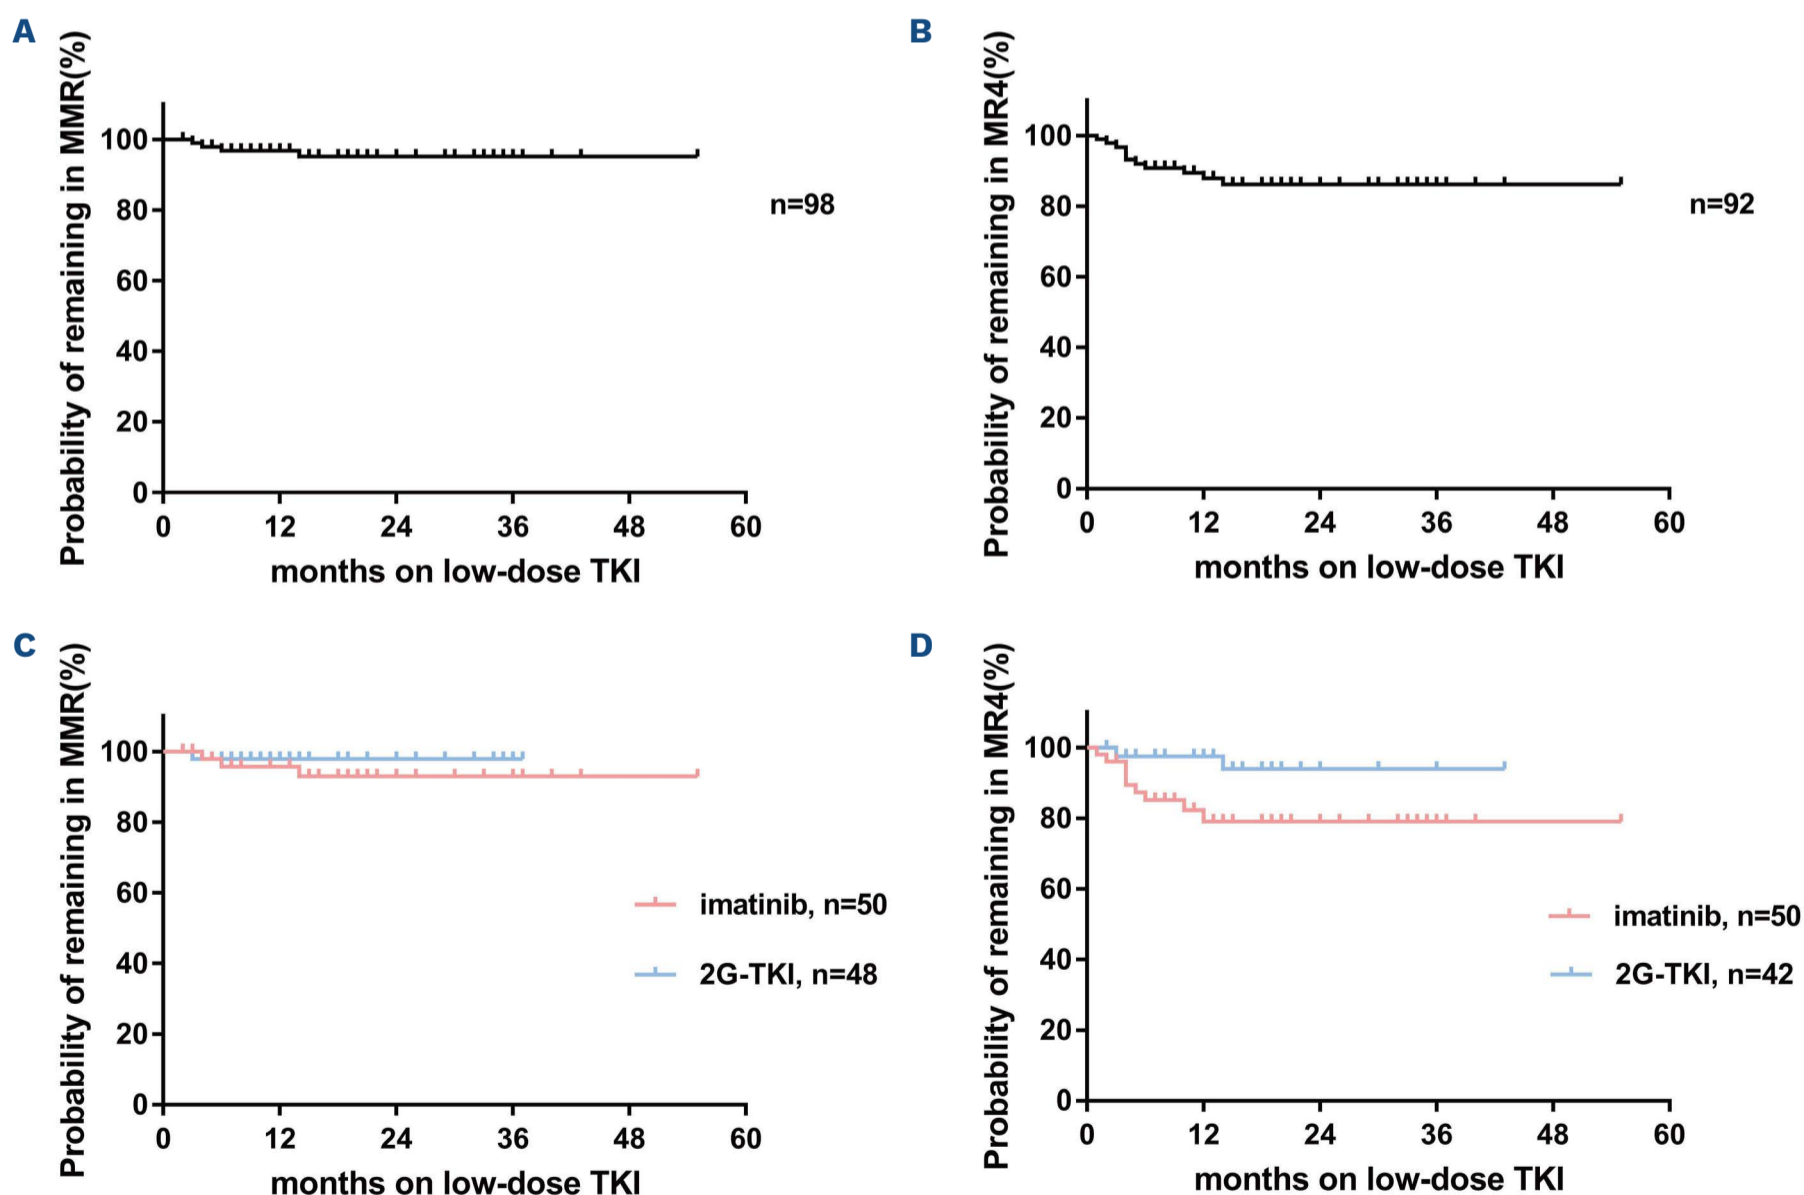 A
Probability of remaining in MMR(%)
100
80
60
40
20
0
0 12 24 36 48 60
months on low-dose TKI
n=98
B
Probability of remaining in MR4(%)
100
80
60
40
20
0
0 12 24 36 48 60
months on low-dose TKI
n=92
C
Probability of remaining in MMR(%)
100
80
60
40
20
0
0 12 24 36 48 60
months on low-dose TKI
imatinib, n=50
2G-TKI, n=48
D
Probability of remaining in MR4(%)
100
80
60
40
20
0
0 12 24 36 48 60
months on low-dose TKI
imatinib, n=50
2G-TKI, n=42